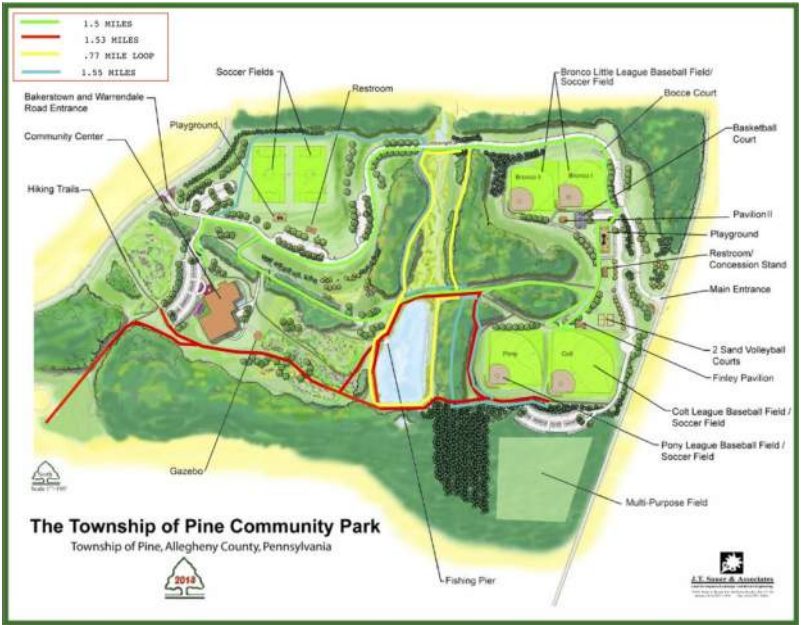 1.5 MILES
1.53 MILES
.77 MILE LOOP
1.55 MILES
Soccer Fields
Restroom
Bronco Little League Baseball Field/
Soccer Field
Bocce Court
Bakerstown and Warrendale
Road Entrance
Playground
Basketball
Court
Community Center
Hiking Trails
Bronco II
Bronco I
Pavilion II
Playground
Restroom/
Concession Stand
Main Entrance
2 Sand Volleyball
Courts
Finley Pavilion
Pony
Colt
Colt League Baseball Field /
Soccer Field
Pony League Baseball Field /
Soccer Field
Gazebo
Multi-Purpose Field
North
The Township of Pine Community Park
Township of Pine, Allegheny County, Pennsylvania
2014
Fishing Pier
J.T. Sauer & Associates